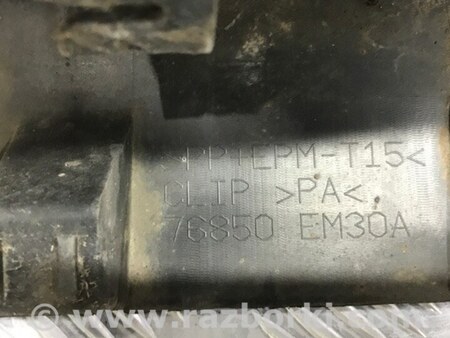 >PP+EPM-T15<
CLIP >PA<
76850 EM30A
www.razborki.com